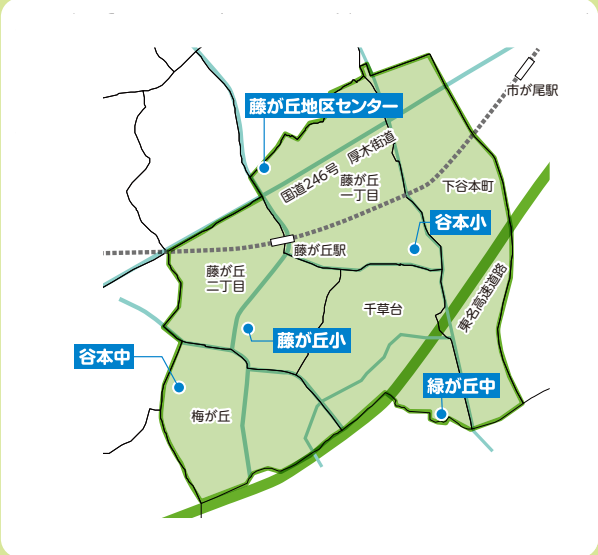 市が尾駅
藤が丘地区センター
国道246号 厚木街道
藤が丘
一丁目
下谷本町
谷本小
藤が丘駅
藤が丘
二丁目
東名高速道路
千草台
藤が丘小
谷本中
緑が丘中
梅が丘